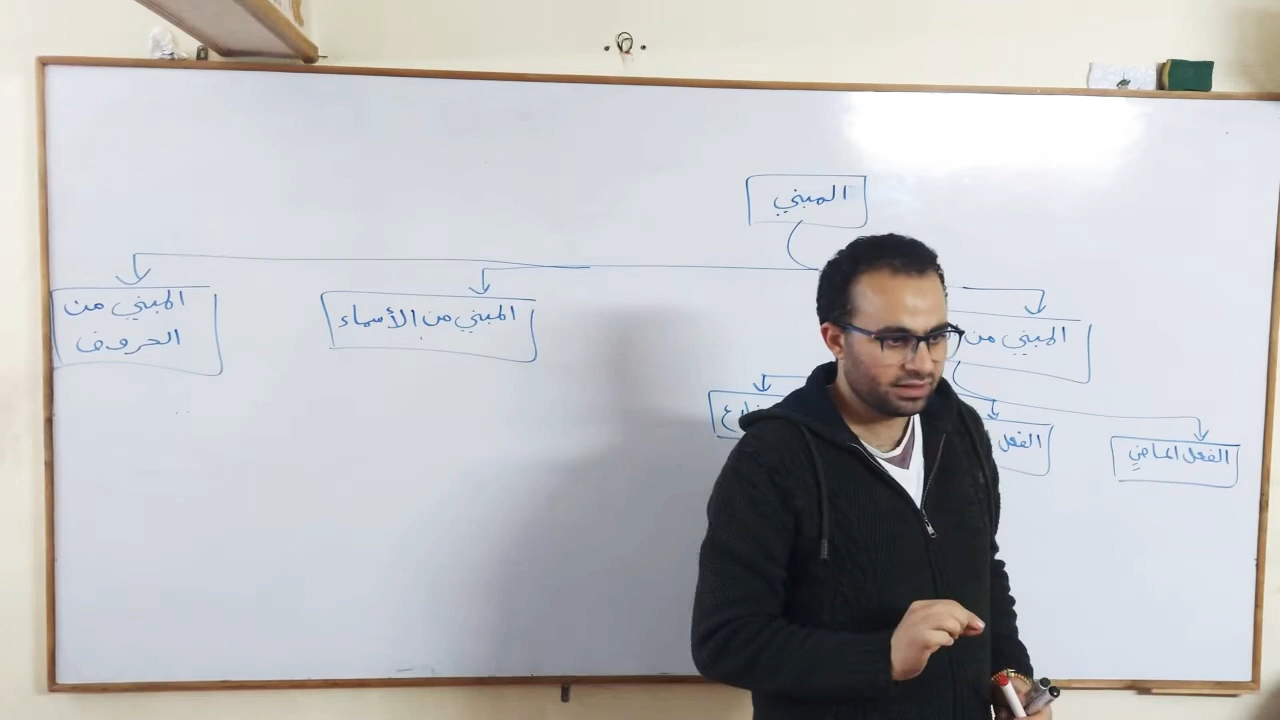 المبني
المبني من
المبني من الأسماء
المبني من
الحروف
الفعل الماضي
الفعل